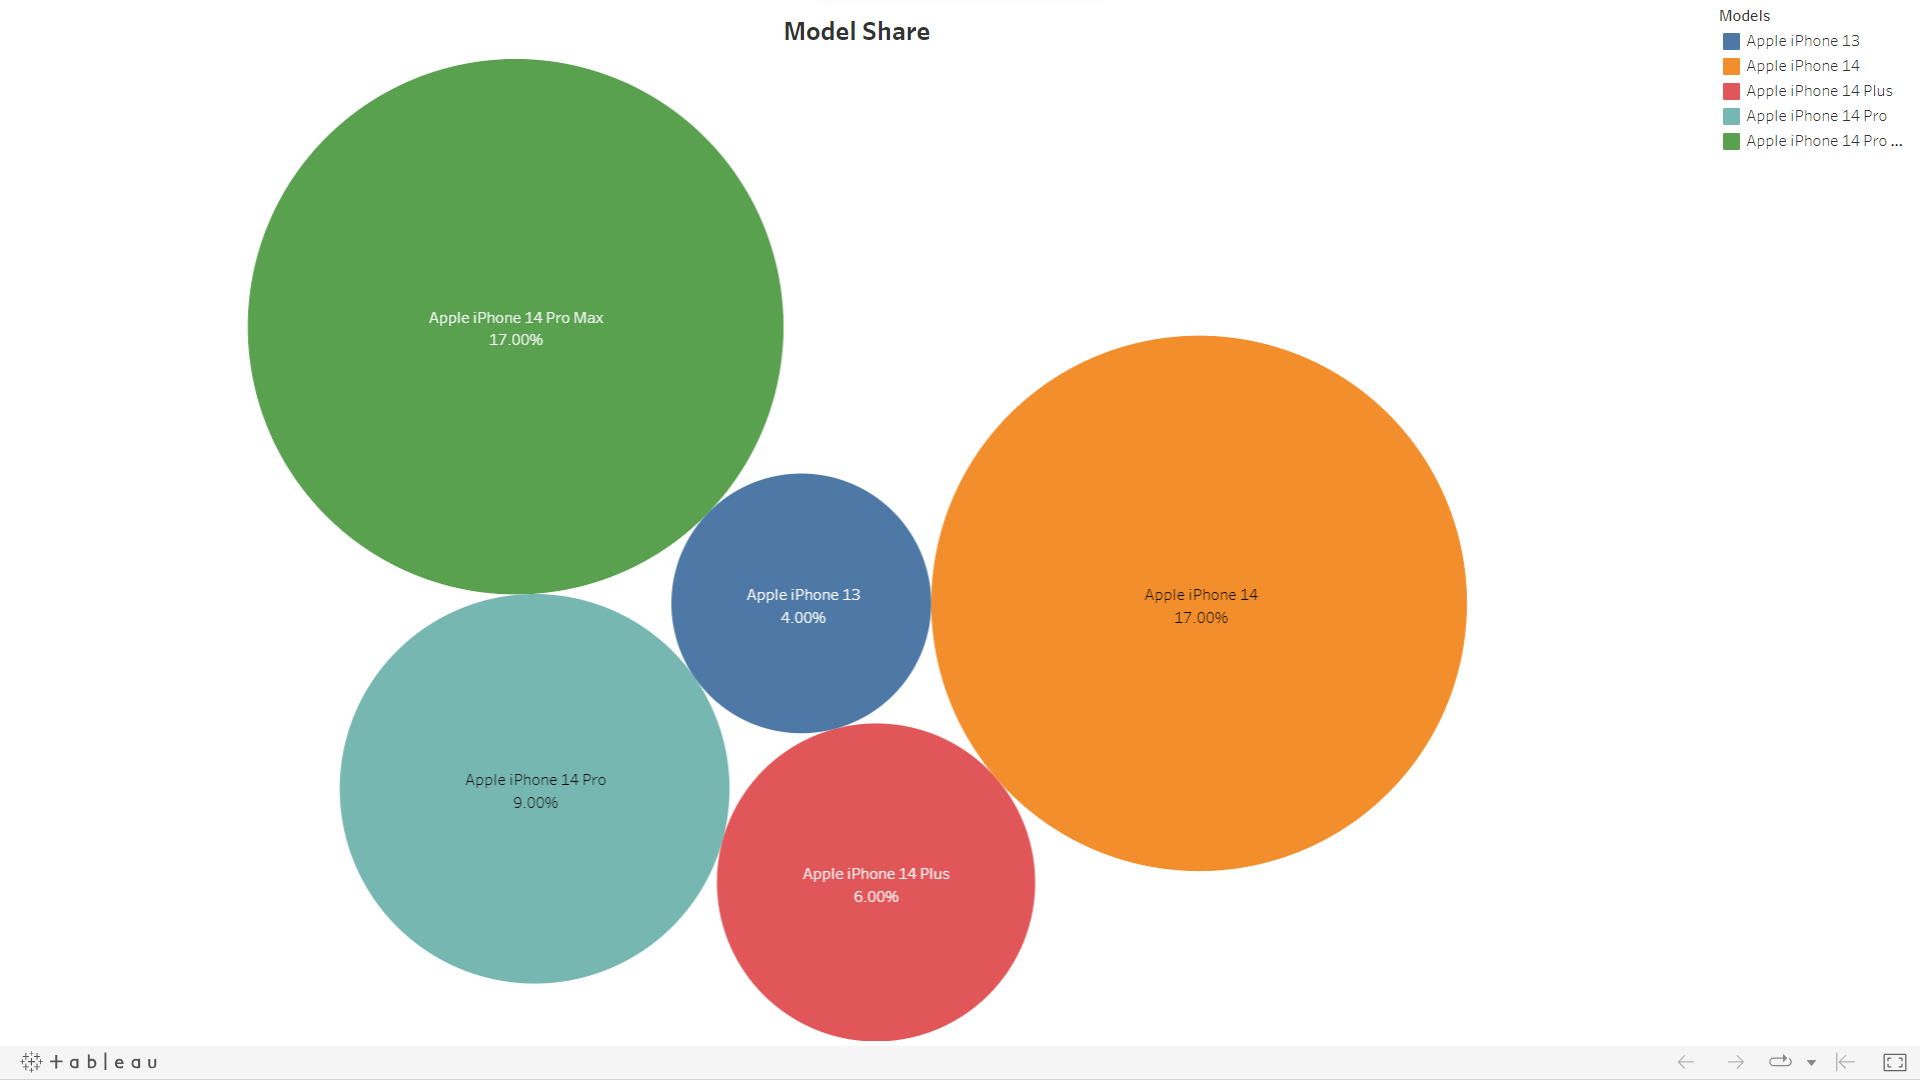 Model Share
Models
Apple iPhone 13
Apple iPhone 14
Apple iPhone 14 Plus
Apple iPhone 14 Pro
Apple iPhone 14 Pro ...
Apple iPhone 14 Pro Max
17.00%
Apple iPhone 13
4.00%
Apple iPhone 14
17.00%
Apple iPhone 14 Pro
9.00%
Apple iPhone 14 Plus
6.00%
+ableau